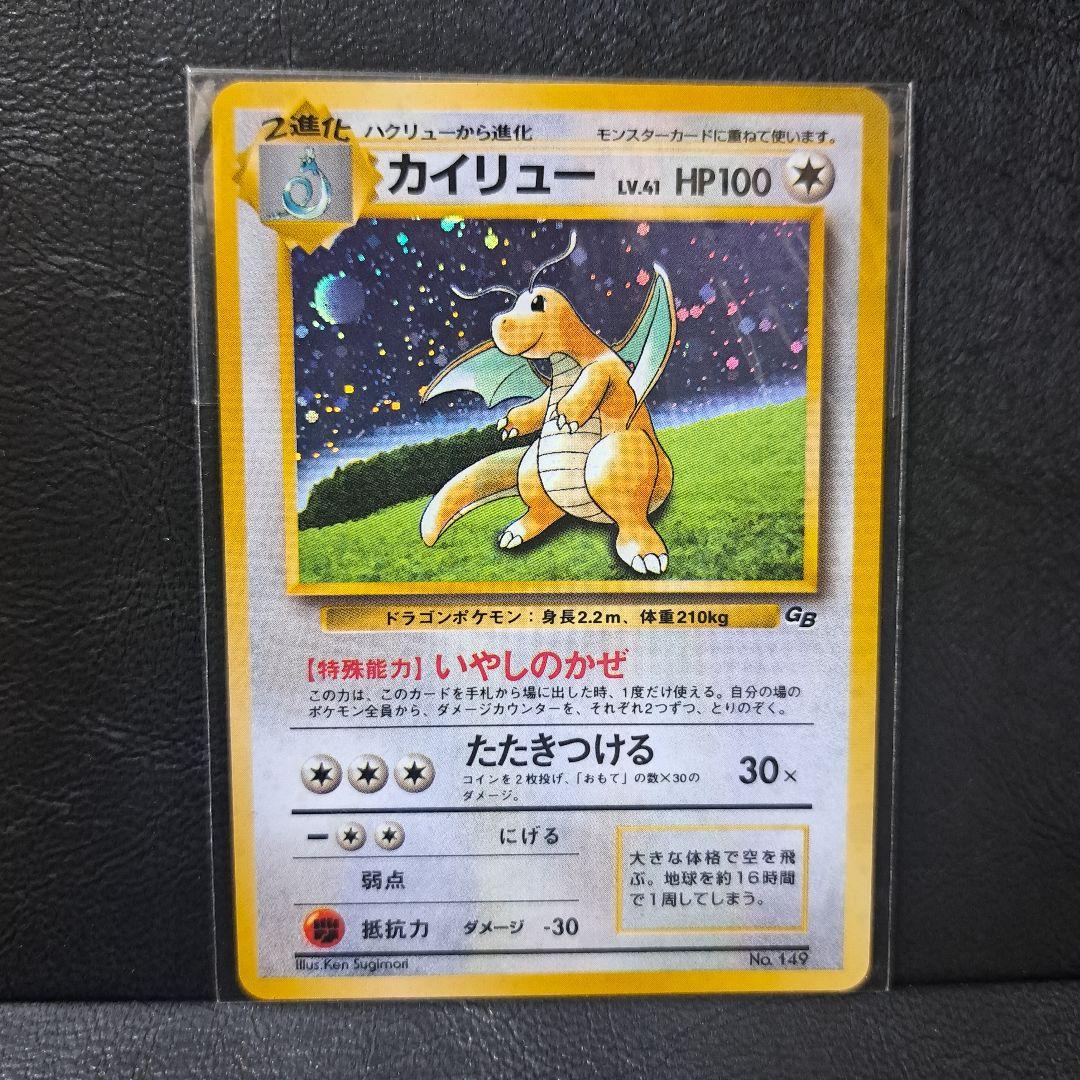 2進化 ハクリューから進化 モンスターカードに重ねて使います。
カイリュー LV.41 HP100
ドラゴンポケモン：身長2.2m、体重210kg GB
【特殊能力】いやしのかぜ
この力は、このカードを手札から場に出した時、1度だけ使える。自分の場の
ポケモン全員から、ダメージカウンターを、それぞれ2つずつ、とりのぞく。
たたきつける 30×
コインを2枚投げ、「おもて」の数×30の
ダメージ。
− にげる
弱点
抵抗力 ダメージ -30
大きな体格で空を飛
ぶ。地球を約16時間
で1周してしまう。
Illus.Ken Sugimori No. 149